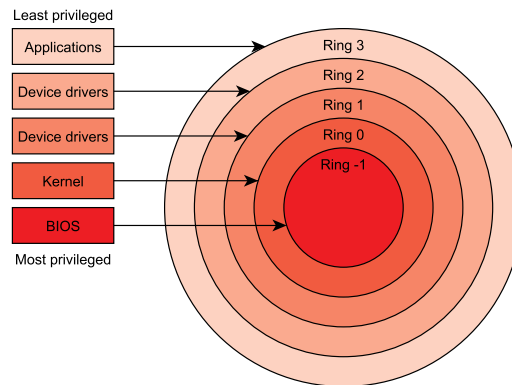 Least privileged
Applications
Device drivers
Device drivers
Kernel
BIOS
Most privileged
Ring 3
Ring 2
Ring 1
Ring 0
Ring -1